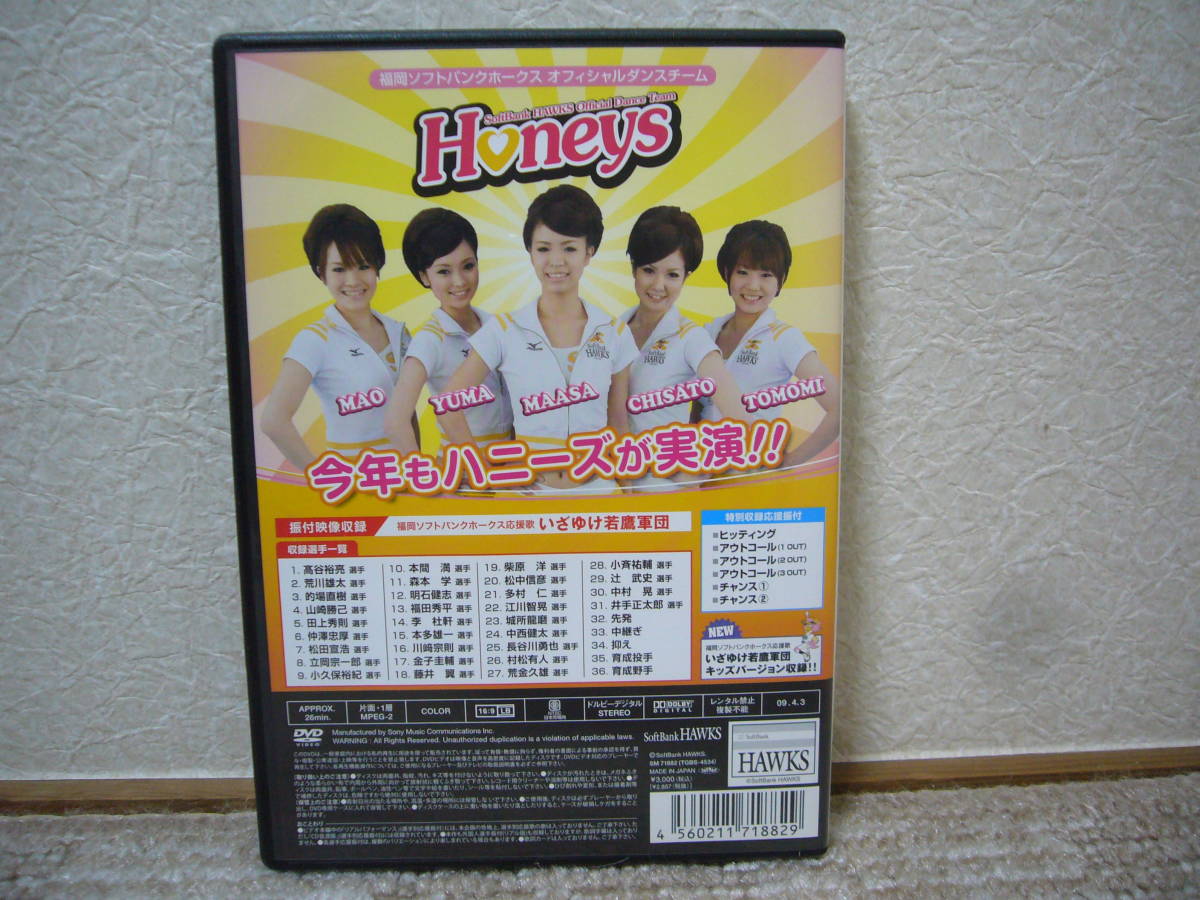 福岡ソフトバンクホークス オフィシャルダンスチーム
SoftBank HAWKS Official Dance Team
Honeys
MAO
YUMA
MAASA
CHISATO
TOMOMI
今年もハニーズが実演!!
振付映像収録
福岡ソフトバンクホークス応援歌 いざゆけ若鷹軍団
収録選手一覧
1. 高谷裕亮 選手
2. 荒川雄太 選手
3. 的場直樹 選手
4. 山崎勝己 選手
5. 田上秀則 選手
6. 仲澤忠厚 選手
7. 松田宣浩 選手
8. 立岡宗一郎 選手
9. 小久保裕紀 選手
10. 本間 満 選手
11. 森本 学 選手
12. 明石健志 選手
13. 福田秀平 選手
14. 李 杜軒 選手
15. 本多雄一 選手
16. 川﨑宗則 選手
17. 金子圭輔 選手
18. 藤井 翼 選手
19. 柴原 洋 選手
20. 松中信彦 選手
21. 多村 仁 選手
22. 江川智晃 選手
23. 城所龍磨 選手
24. 中西健太 選手
25. 長谷川勇也 選手
26. 村松有人 選手
27. 荒金久雄 選手
28. 小斉祐輔 選手
29. 辻 武史 選手
30. 中村 晃 選手
31. 井手正太郎 選手
32. 先発
33. 中継ぎ
34. 抑え
35. 育成投手
36. 育成野手
特別収録応援振付
■ヒッティング
■アウトコール(1 OUT)
■アウトコール(2 OUT)
■アウトコール(3 OUT)
■チャンス①
■チャンス②
NEW
福岡ソフトバンクホークス応援歌
いざゆけ若鷹軍団
キッズバージョン収録!!
APPROX. 26min.
片面・1層 MPEG-2
COLOR
16:9 LB
ドルビーデジタル STEREO
DOLBY DIGITAL
レンタル禁止 複製不能
09.4.3
DVD VIDEO
Manufactured by Sony Music Communications Inc.
WARNING : All Rights Reserved. Unauthorized duplication is a violation of applicable laws.
SoftBank HAWKS
©SoftBank HAWKS.
SM 71882 (TGBS-4534)
MADE IN JAPAN
¥3,000(税込)
(¥2,857(税抜))
SoftBank
HAWKS
©SoftBank HAWKS
4 560211 718829